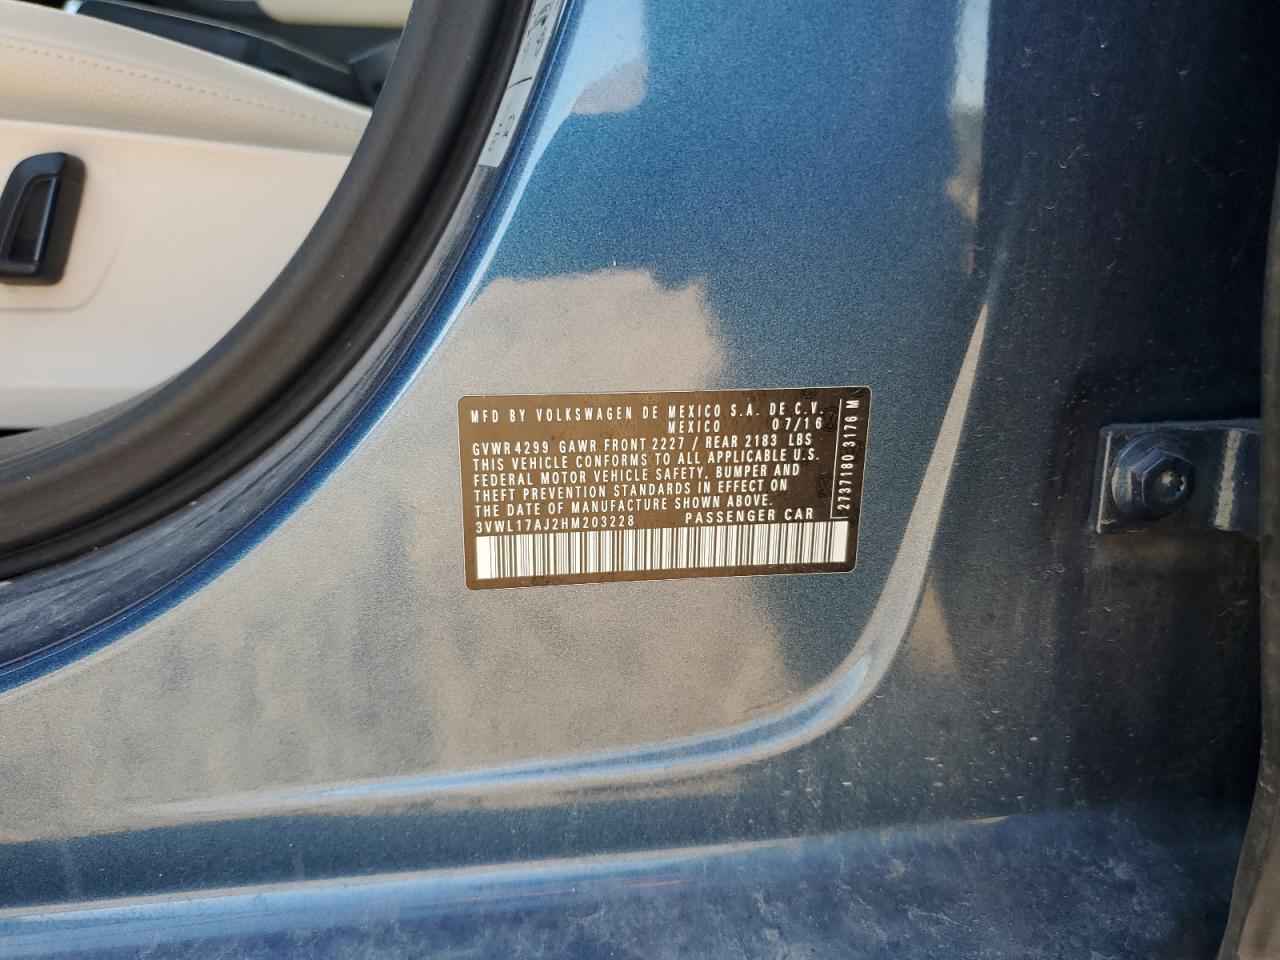 MFD BY VOLKSWAGEN DE MEXICO S.A. DE C.V.
MEXICO 07/16
GVWR 4299 GAWR FRONT 2227 / REAR 2183 LBS
THIS VEHICLE CONFORMS TO ALL APPLICABLE U.S.
FEDERAL MOTOR VEHICLE SAFETY, BUMPER AND
THEFT PREVENTION STANDARDS IN EFFECT ON
THE DATE OF MANUFACTURE SHOWN ABOVE.
3VWL17AJ2HM203228 PASSENGER CAR
2737180 3176 M